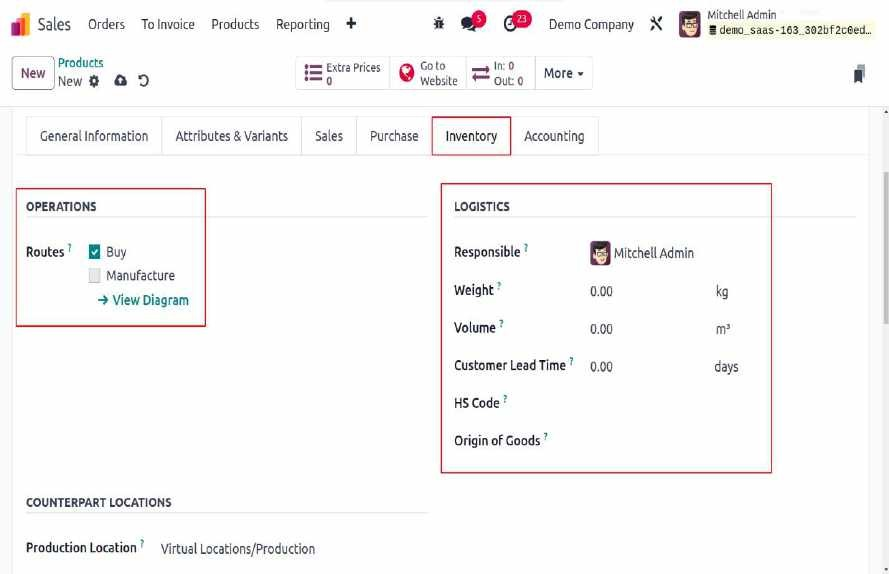 Sales Orders To Invoice Products Reporting + 5 23 Demo Company Mitchell Admin
demo_saas-163_302bf2c0ed...
New Products Extra Prices Go to In: 0 More
New 0 Website Out: 0
General Information Attributes & Variants Sales Purchase Inventory Accounting
OPERATIONS LOGISTICS
Routes ? Buy Responsible ? Mitchell Admin
Manufacture
→ View Diagram Weight ? 0.00 kg
Volume ? 0.00 m³
Customer Lead Time ? 0.00 days
HS Code ?
Origin of Goods ?
COUNTERPART LOCATIONS
Production Location ? Virtual Locations/Production